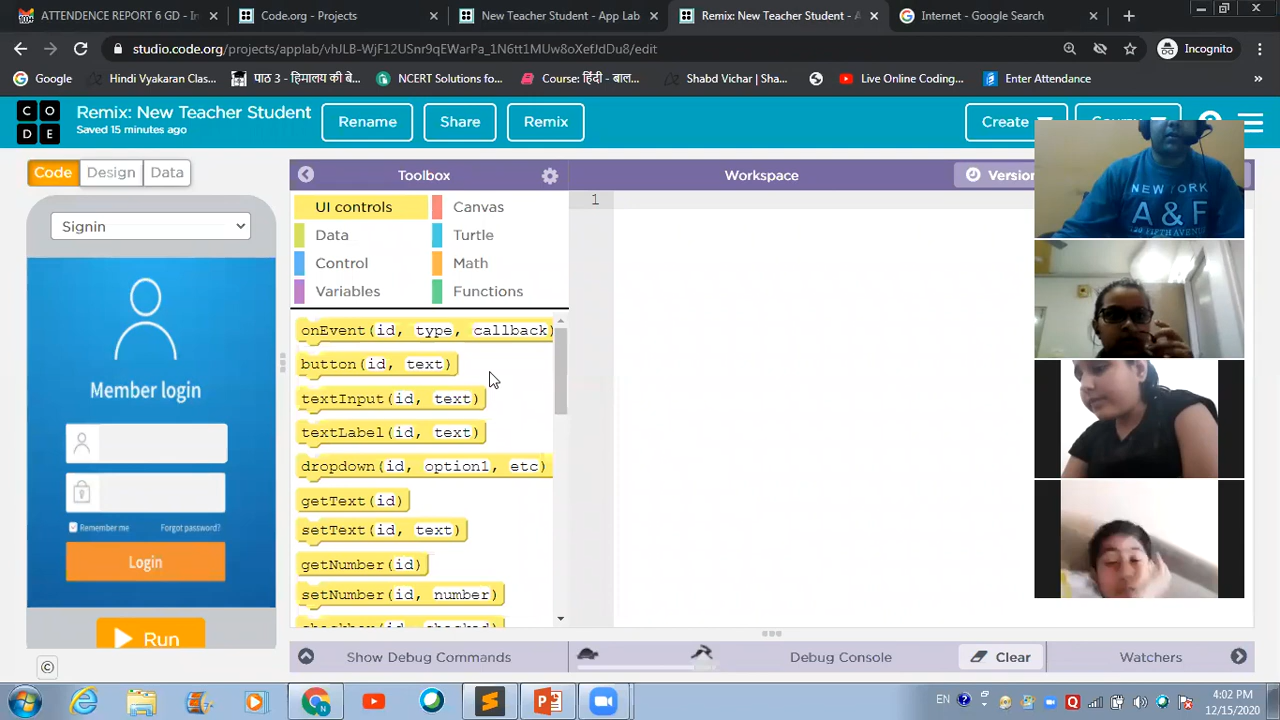 ATTENDENCE REPORT 6 GD - In
Code.org - Projects
New Teacher Student - App Lab
Remix: New Teacher Student - A
Internet - Google Search
studio.code.org/projects/applab/vhJLB-WjF12USnr9qEWarPa_1N6tt1MUw8oXefJdDu8/edit
Incognito
Google
Hindi Vyakaran Clas...
पाठ 3 - हिमालय की बे...
NCERT Solutions for...
Course: हिंदी - बाल...
Shabd Vichar | Sha...
Live Online Coding...
Enter Attendance
CODE
Remix: New Teacher Student
Saved 15 minutes ago
Rename
Share
Remix
Create
Code
Design
Data
Toolbox
Workspace
Version
Signin
UI controls
Canvas
Data
Turtle
Control
Math
Variables
Functions
1
onEvent(id, type, callback)
button(id, text)
textInput(id, text)
textLabel(id, text)
dropdown(id, option1, etc)
getText(id)
setText(id, text)
getNumber(id)
setNumber(id, number)
Member login
Remember me
Forgot password?
Login
Run
NEW YORK
A & F
Show Debug Commands
Debug Console
Clear
Watchers
EN
4:02 PM
12/15/2020